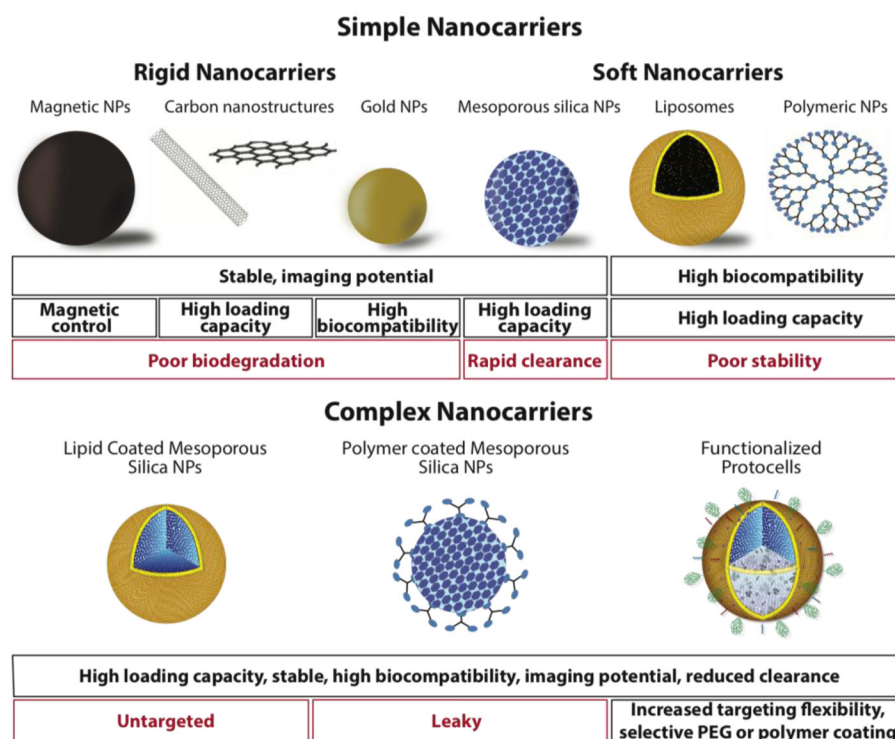 Simple Nanocarriers
Rigid Nanocarriers
Soft Nanocarriers
Magnetic NPs
Carbon nanostructures
Gold NPs
Mesoporous silica NPs
Liposomes
Polymeric NPs
Stable, imaging potential
High biocompatibility
Magnetic
control
High loading
capacity
High
biocompatibility
High loading
capacity
High loading capacity
Poor biodegradation
Rapid clearance
Poor stability
Complex Nanocarriers
Lipid Coated Mesoporous
Silica NPs
Polymer coated Mesoporous
Silica NPs
Functionalized
Protocells
High loading capacity, stable, high biocompatibility, imaging potential, reduced clearance
Untargeted
Leaky
Increased targeting flexibility,
selective PEG or polymer coating